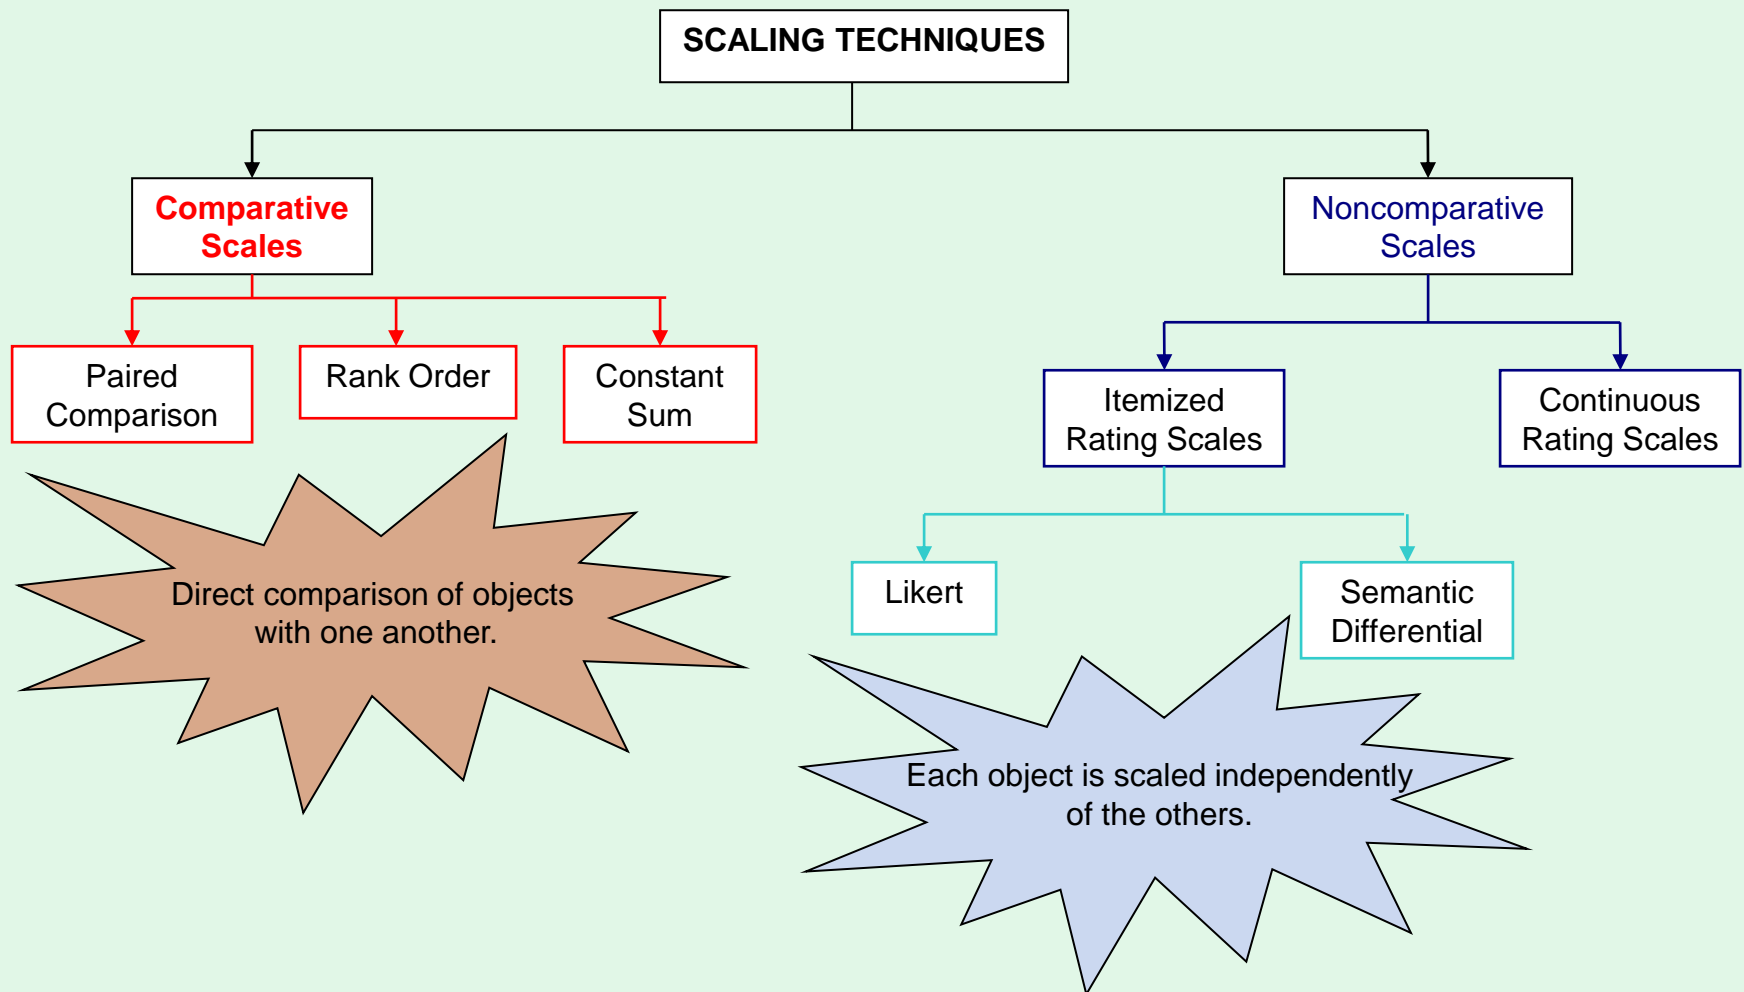 SCALING TECHNIQUES
Comparative
Scales
Noncomparative
Scales
Paired
Comparison
Rank Order
Constant
Sum
Itemized
Rating Scales
Continuous
Rating Scales
Direct comparison of objects
with one another.
Likert
Semantic
Differential
Each object is scaled independently
of the others.